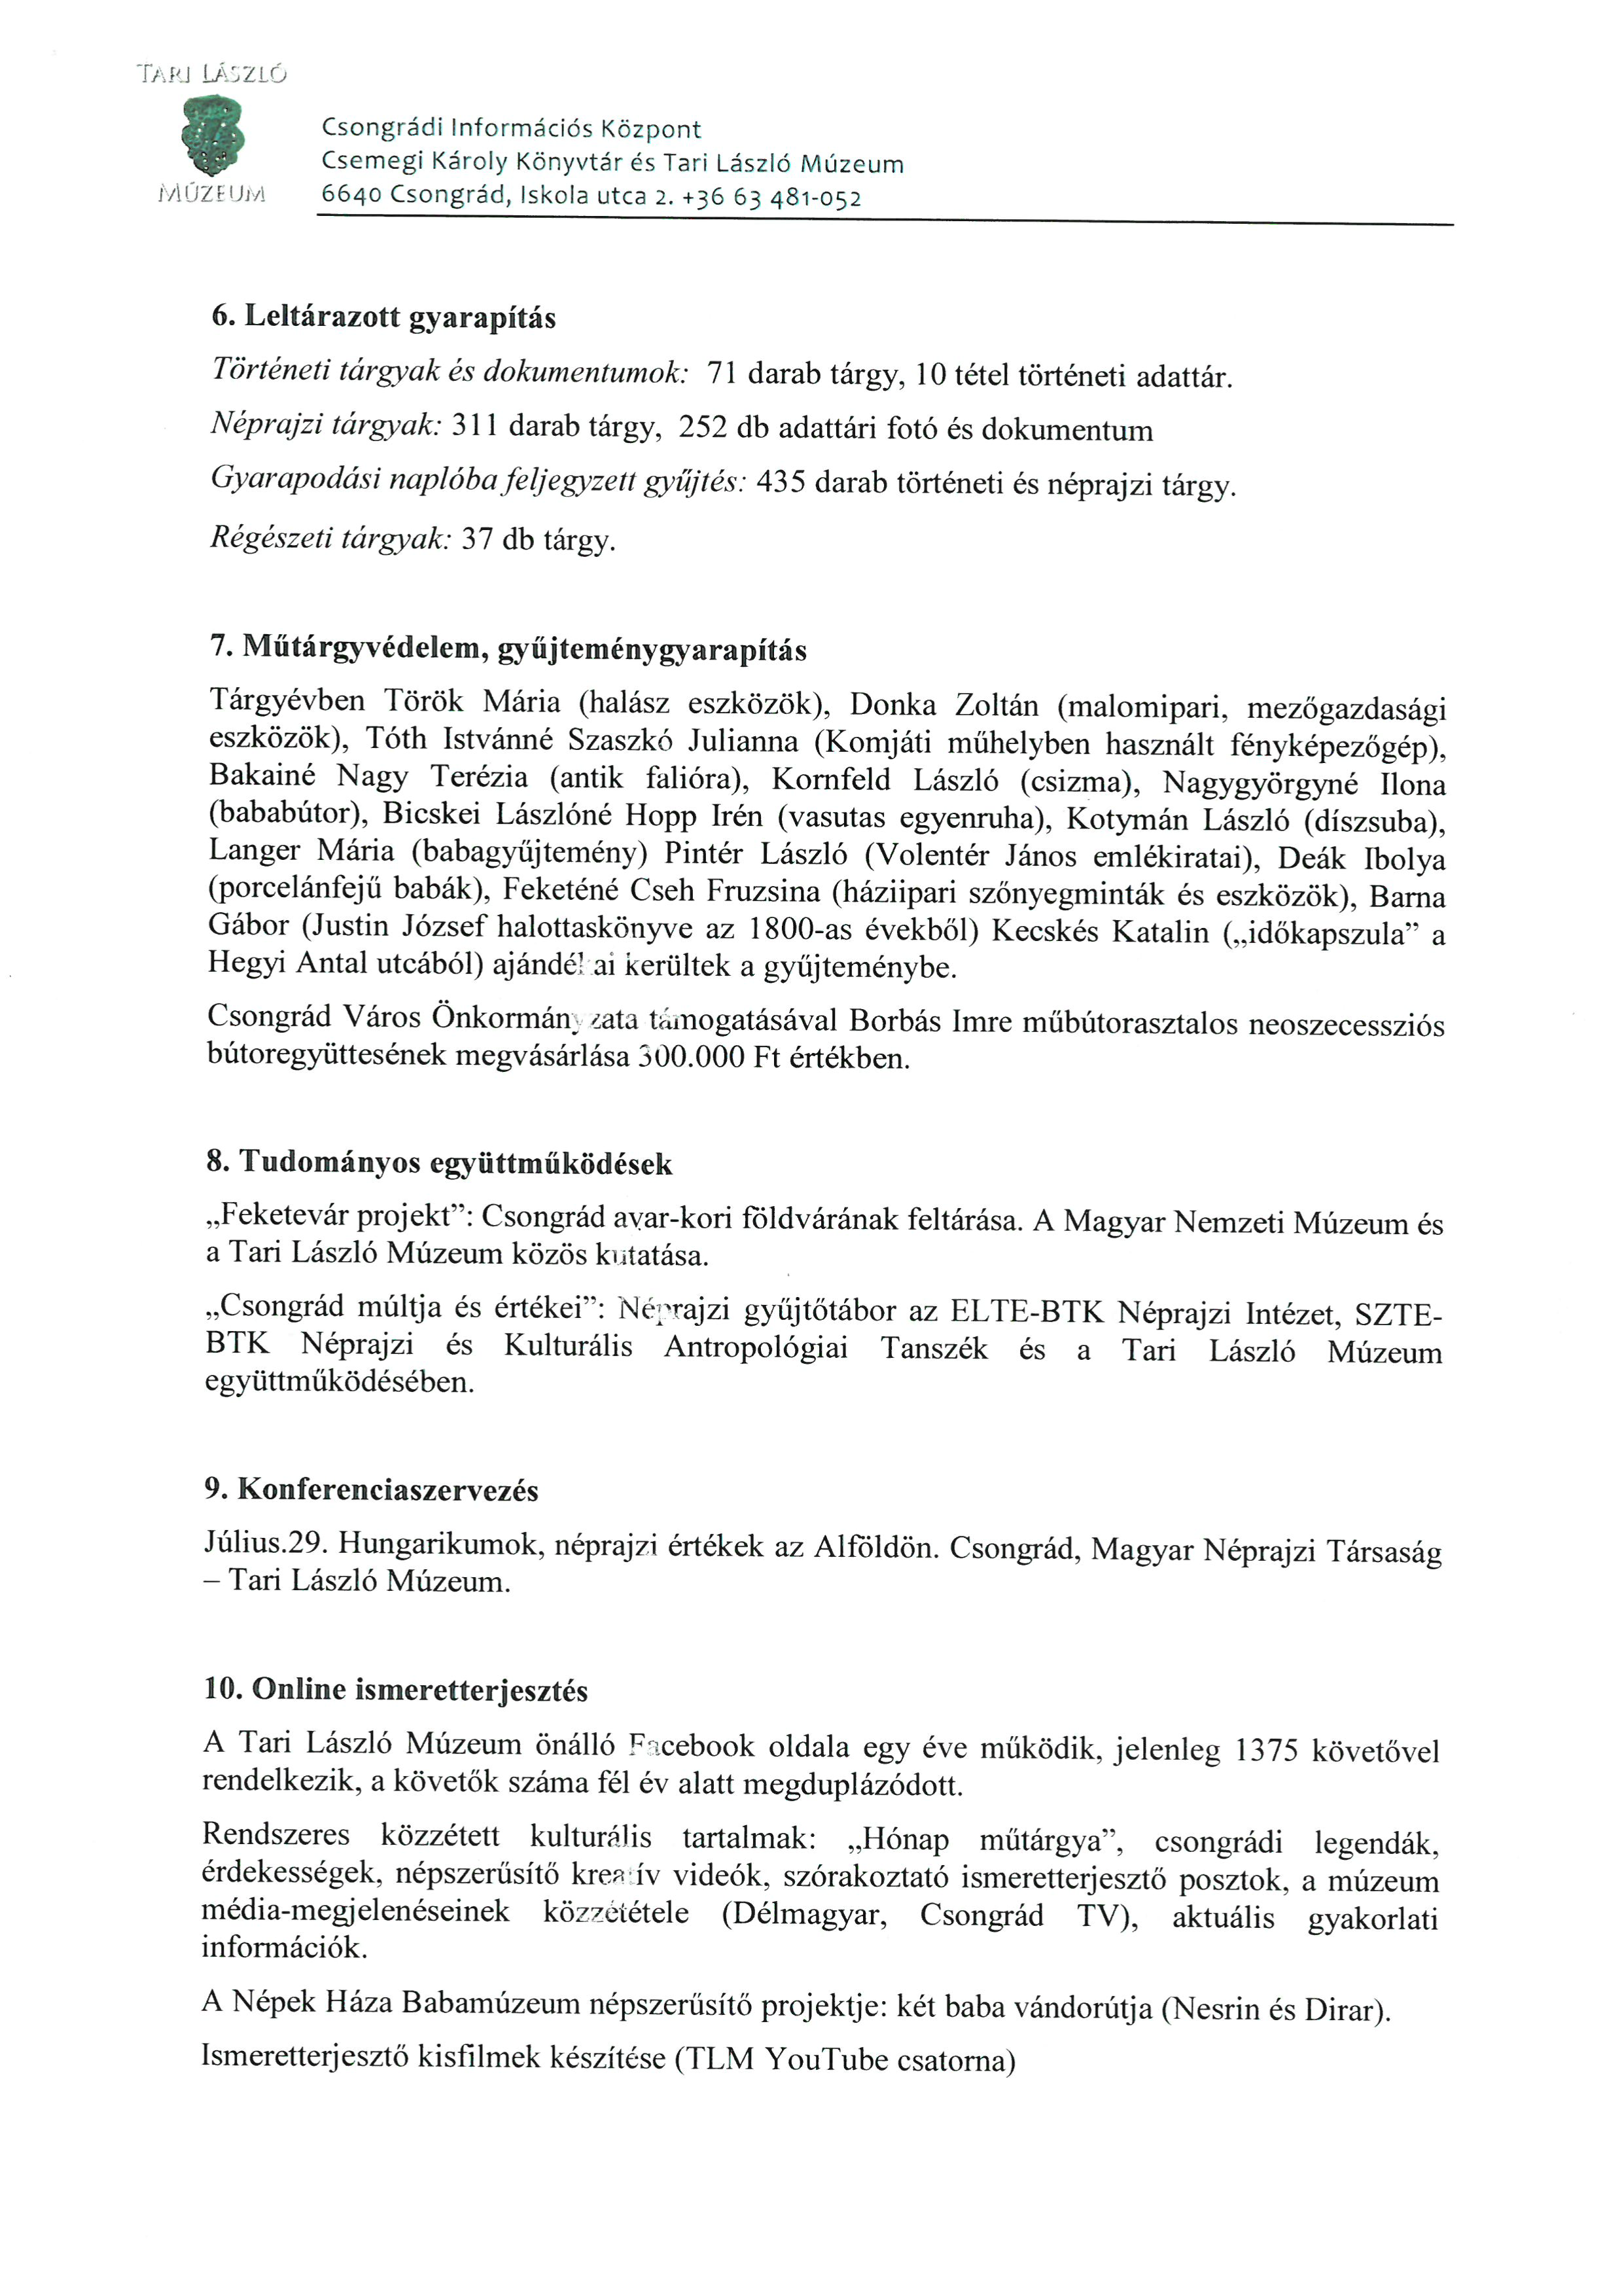 TARI LÁSZLÓ
MÚZEUM
Csongrádi Információs Központ
Csemegi Károly Könyvtár és Tari László Múzeum
6640 Csongrád, Iskola utca 2. +36 63 481-052
6. Leltárazott gyarapítás
Történeti tárgyak és dokumentumok: 71 darab tárgy, 10 tétel történeti adattár.
Néprajzi tárgyak: 311 darab tárgy, 252 db adattári fotó és dokumentum
Gyarapodási naplóba feljegyzett gyűjtés: 435 darab történeti és néprajzi tárgy.
Régészeti tárgyak: 37 db tárgy.
7. Műtárgyvédelem, gyűjteménygyarapítás
Tárgyévben Török Mária (halász eszközök), Donka Zoltán (malomipari, mezőgazdasági
eszközök), Tóth Istvánné Szaszkó Julianna (Komjáti műhelyben használt fényképezőgép),
Bakainé Nagy Terézia (antik falióra), Kornfeld László (csizma), Nagygyörgyné Ilona
(bababútor), Bicskei Lászlóné Hopp Irén (vasutas egyenruha), Kotymán László (díszsuba),
Langer Mária (babagyűjtemény) Pintér László (Volentér János emlékiratai), Deák Ibolya
(porcelánfejű babák), Feketéné Cseh Fruzsina (háziipari szőnyegminták és eszközök), Barna
Gábor (Justin József halottaskönyve az 1800-as évekből) Kecskés Katalin („időkapszula” a
Hegyi Antal utcából) ajándékai kerültek a gyűjteménybe.
Csongrád Város Önkormányzata támogatásával Borbás Imre műbútorasztalos neoszecessziós
bútoregyüttesének megvásárlása 300.000 Ft értékben.
8. Tudományos együttműködések
„Feketevár projekt”: Csongrád avar-kori földvárának feltárása. A Magyar Nemzeti Múzeum és
a Tari László Múzeum közös kutatása.
„Csongrád múltja és értékei”: Néprajzi gyűjtőtábor az ELTE-BTK Néprajzi Intézet, SZTE-
BTK Néprajzi és Kulturális Antropológiai Tanszék és a Tari László Múzeum
együttműködésében.
9. Konferenciaszervezés
Július.29. Hungarikumok, néprajzi értékek az Alföldön. Csongrád, Magyar Néprajzi Társaság
– Tari László Múzeum.
10. Online ismeretterjesztés
A Tari László Múzeum önálló Facebook oldala egy éve működik, jelenleg 1375 követővel
rendelkezik, a követők száma fél év alatt megduplázódott.
Rendszeres közzétett kulturális tartalmak: „Hónap műtárgya”, csongrádi legendák,
érdekességek, népszerűsítő kreatív videók, szórakoztató ismeretterjesztő posztok, a múzeum
média-megjelenéseinek közzététele (Délmagyar, Csongrád TV), aktuális gyakorlati
információk.
A Népek Háza Babamúzeum népszerűsítő projektje: két baba vándorútja (Nesrin és Dirar).
Ismeretterjesztő kisfilmek készítése (TLM YouTube csatorna)